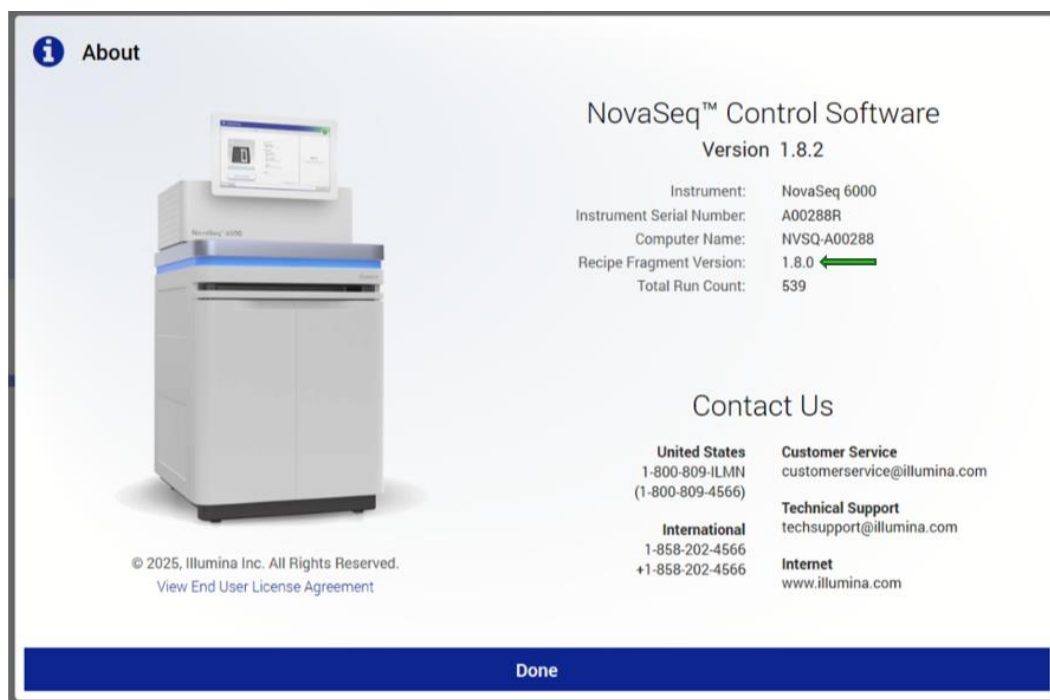 About
NovaSeq™ Control Software
Version 1.8.2
Instrument: NovaSeq 6000
Instrument Serial Number: A00288R
Computer Name: NVSQ-A00288
Recipe Fragment Version: 1.8.0
Total Run Count: 539
Contact Us
United States
1-800-809-ILMN
(1-800-809-4566)
International
1-858-202-4566
+1-858-202-4566
Customer Service
customerservice@illumina.com
Technical Support
techsupport@illumina.com
Internet
www.illumina.com
© 2025, Illumina Inc. All Rights Reserved.
View End User License Agreement
Done